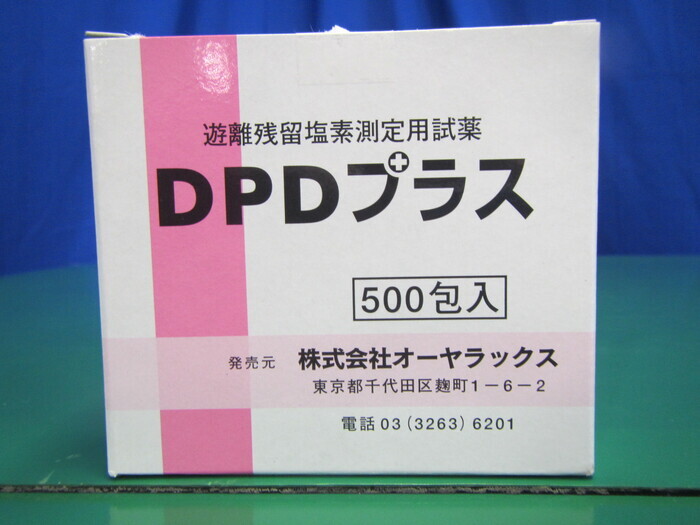 遊離残留塩素測定用試薬
DPDプラス
500包入
発売元 株式会社オーヤラックス
東京都千代田区麹町1－6－2
電話 03（3263）6201